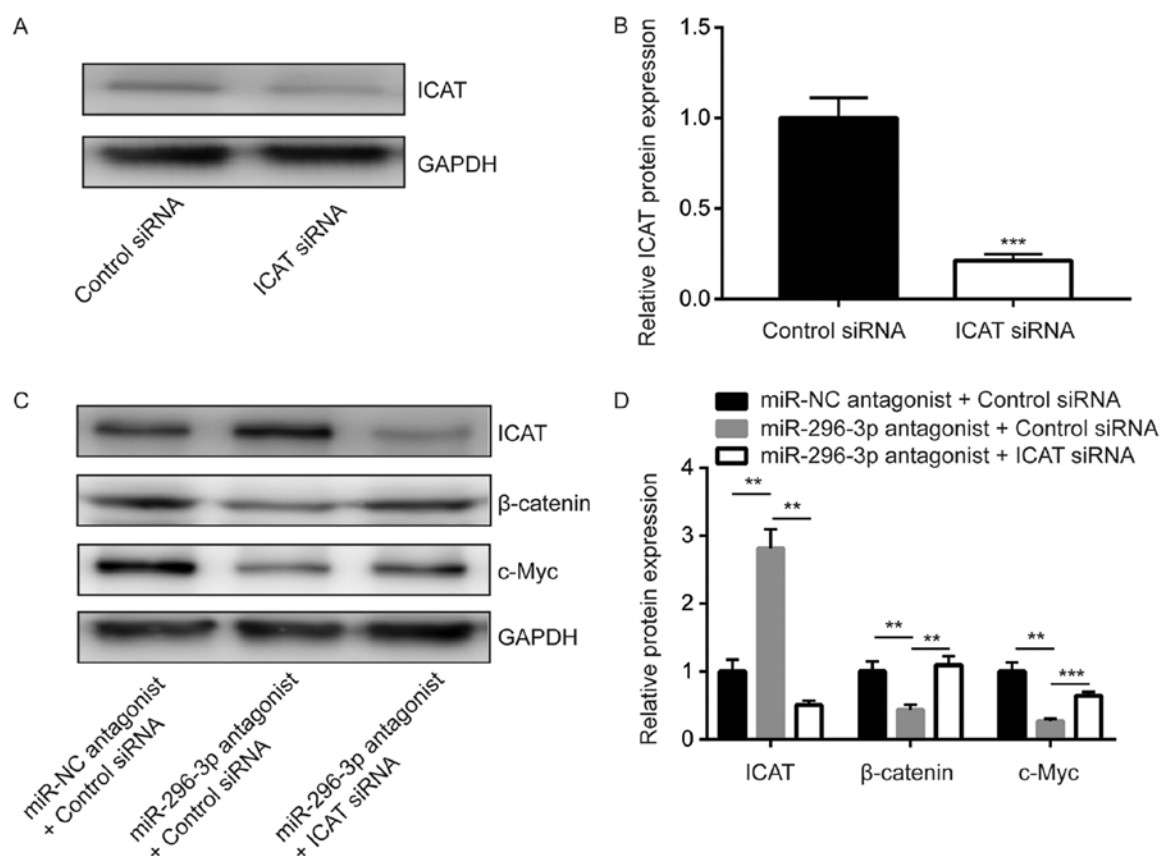 A
ICAT
GAPDH
Control siRNA
ICAT siRNA
B
Relative ICAT protein expression
1.5
1.0
0.5
0.0
***
Control siRNA
ICAT siRNA
C
ICAT
β-catenin
c-Myc
GAPDH
miR-NC antagonist
+ Control siRNA
miR-296-3p antagonist
+ Control siRNA
miR-296-3p antagonist
+ ICAT siRNA
D
miR-NC antagonist + Control siRNA
miR-296-3p antagonist + Control siRNA
miR-296-3p antagonist + ICAT siRNA
Relative protein expression
4
3
2
1
0
**
**
**
**
**
***
ICAT
β-catenin
c-Myc